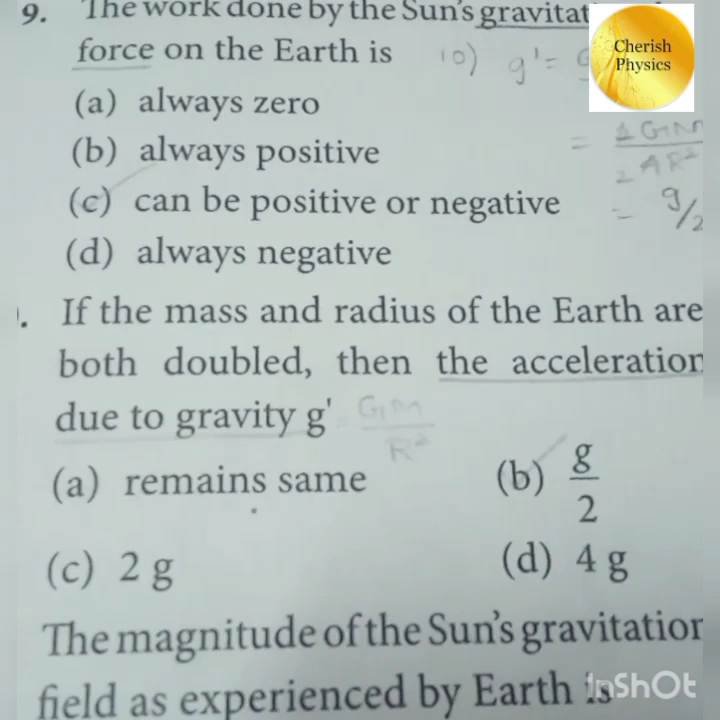 9. The work done by the Sun's
force on the Earth is 10) g' =
Cherish
Physics
(a) always zero
(b) always positive
= 
(c) can be positive or negative
= g/2
(d) always negative
. If the mass and radius of the Earth are
both doubled, then the acceleration
due to gravity g' GM
R²
(a) remains same (b) g/2
(c) 2 g (d) 4 g
The magnitude of the Sun's
field as experienced by Earth is
InShOt